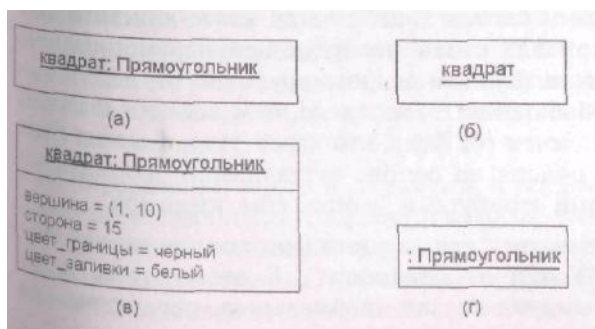 квадрат: Прямоугольник
(а)
квадрат
(б)
квадрат: Прямоугольник
вершина = (1, 10)
сторона = 15
цвет_границы = черный
цвет_заливки = белый
(в)
: Прямоугольник
(г)